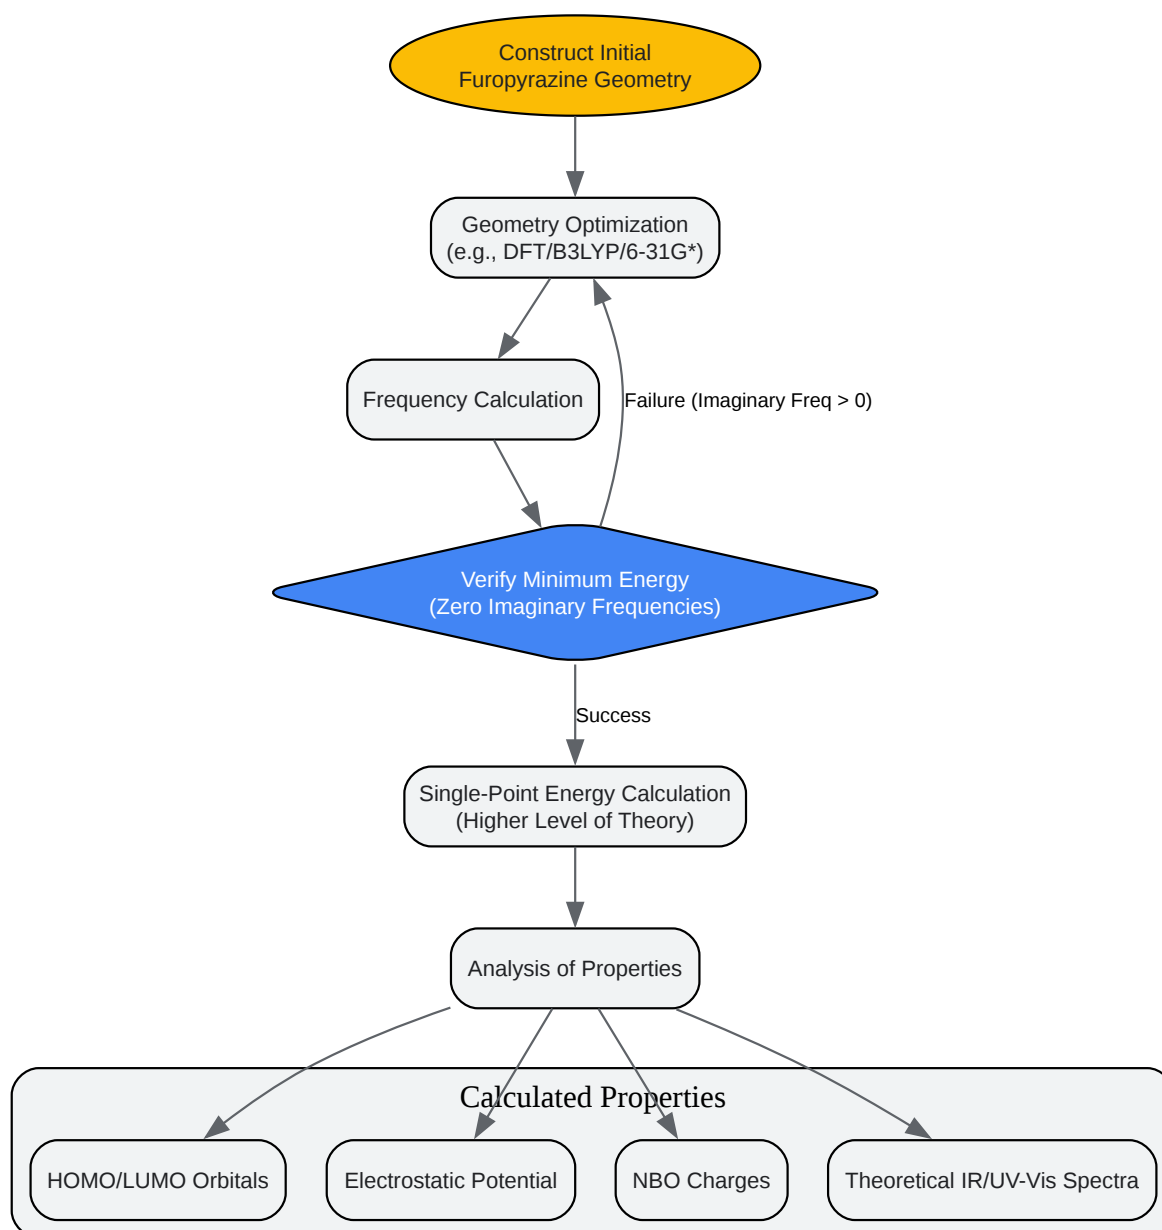 Construct Initial
Furopyrazine Geometry
Geometry Optimization
(e.g., DFT/B3LYP/6-31G*)
Frequency Calculation
Failure (Imaginary Freq > 0)
Verify Minimum Energy
(Zero Imaginary Frequencies)
Success
Single-Point Energy Calculation
(Higher Level of Theory)
Analysis of Properties
Calculated Properties
HOMO/LUMO Orbitals
Electrostatic Potential
NBO Charges
Theoretical IR/UV-Vis Spectra